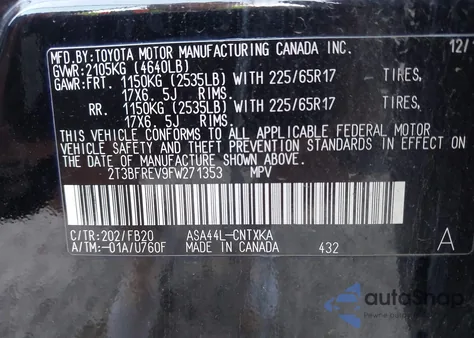 MFD.BY:TOYOTA MOTOR MANUFACTURING CANADA INC. 12/1
GVWR:2105KG (4640LB)
GAWR:FRT. 1150KG (2535LB) WITH 225/65R17 TIRES,
17X6. 5J RIMS.
RR. 1150KG (2535LB) WITH 225/65R17 TIRES,
17X6. 5J RIMS.
THIS VEHICLE CONFORMS TO ALL APPLICABLE FEDERAL MOTOR
VEHICLE SAFETY AND THEFT PREVENTION STANDARDS IN EFFECT
ON THE DATE OF MANUFACTURE SHOWN ABOVE.
2T3BFREV9FW271353 MPV
C/TR:202/FB20 ASA44L-CNTXKA
A/TM:-01A/U760F MADE IN CANADA 432 A
autoShop